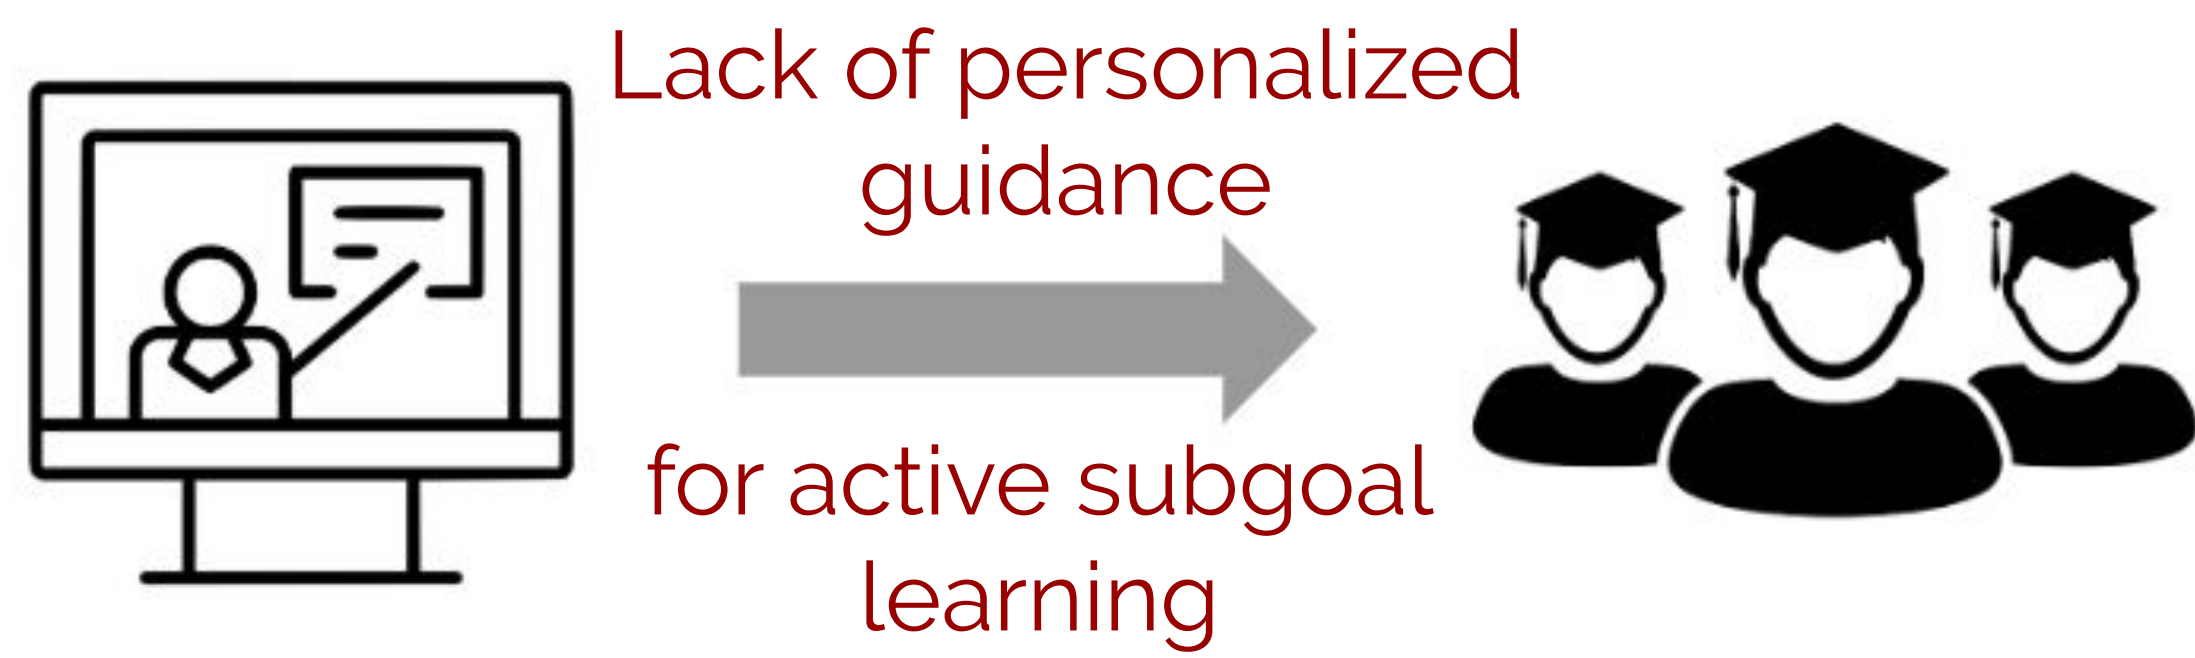 Lack of personalized
guidance
for active subgoal
learning